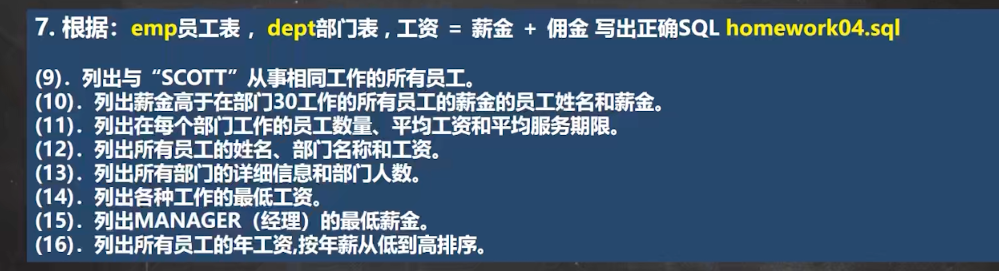 7. 根据：emp员工表 ，dept部门表 , 工资 = 薪金 + 佣金 写出正确SQL homework04.sql
(9)．列出与“SCOTT”从事相同工作的所有员工。
(10)．列出薪金高于在部门30工作的所有员工的薪金的员工姓名和薪金。
(11)．列出在每个部门工作的员工数量、平均工资和平均服务期限。
(12)．列出所有员工的姓名、部门名称和工资。
(13)．列出所有部门的详细信息和部门人数。
(14)．列出各种工作的最低工资。
(15)．列出MANAGER（经理）的最低薪金。
(16)．列出所有员工的年工资,按年薪从低到高排序。